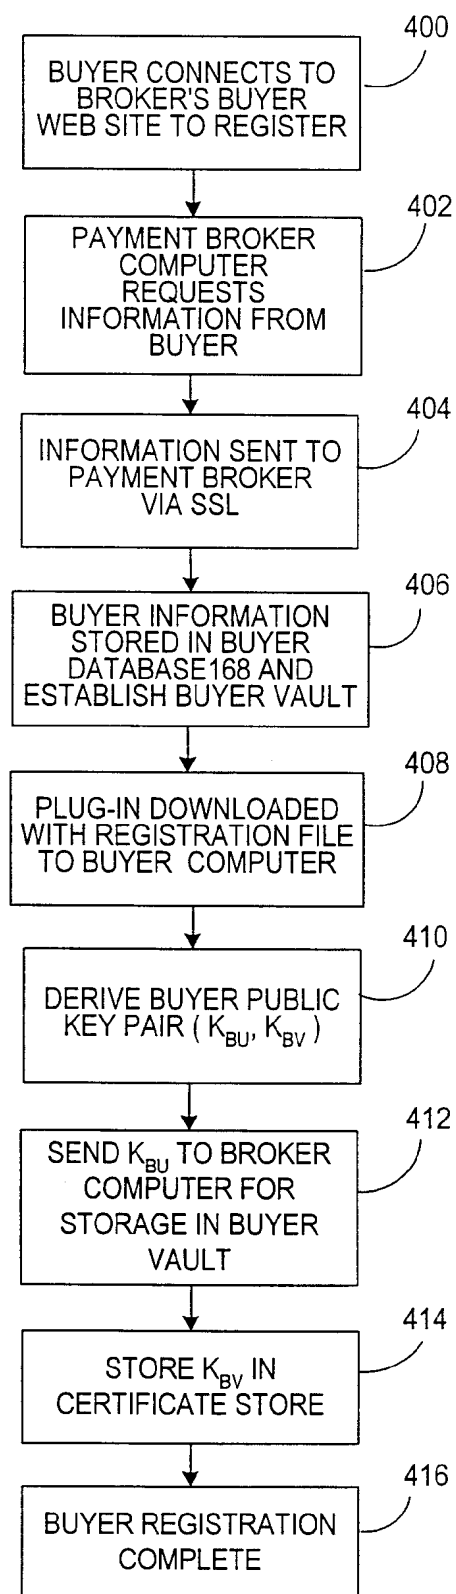 400
BUYER CONNECTS TO
BROKER'S BUYER
WEB SITE TO REGISTER
402
PAYMENT BROKER
COMPUTER
REQUESTS
INFORMATION FROM
BUYER
404
INFORMATION SENT TO
PAYMENT BROKER
VIA SSL
406
BUYER INFORMATION
STORED IN BUYER
DATABASE168 AND
ESTABLISH BUYER VAULT
408
PLUG-IN DOWNLOADED
WITH REGISTRATION FILE
TO BUYER COMPUTER
410
DERIVE BUYER PUBLIC
KEY PAIR ( K_BU, K_BV )
412
SEND K_BU TO BROKER
COMPUTER FOR
STORAGE IN BUYER
VAULT
414
STORE K_BV IN
CERTIFICATE STORE
416
BUYER REGISTRATION
COMPLETE